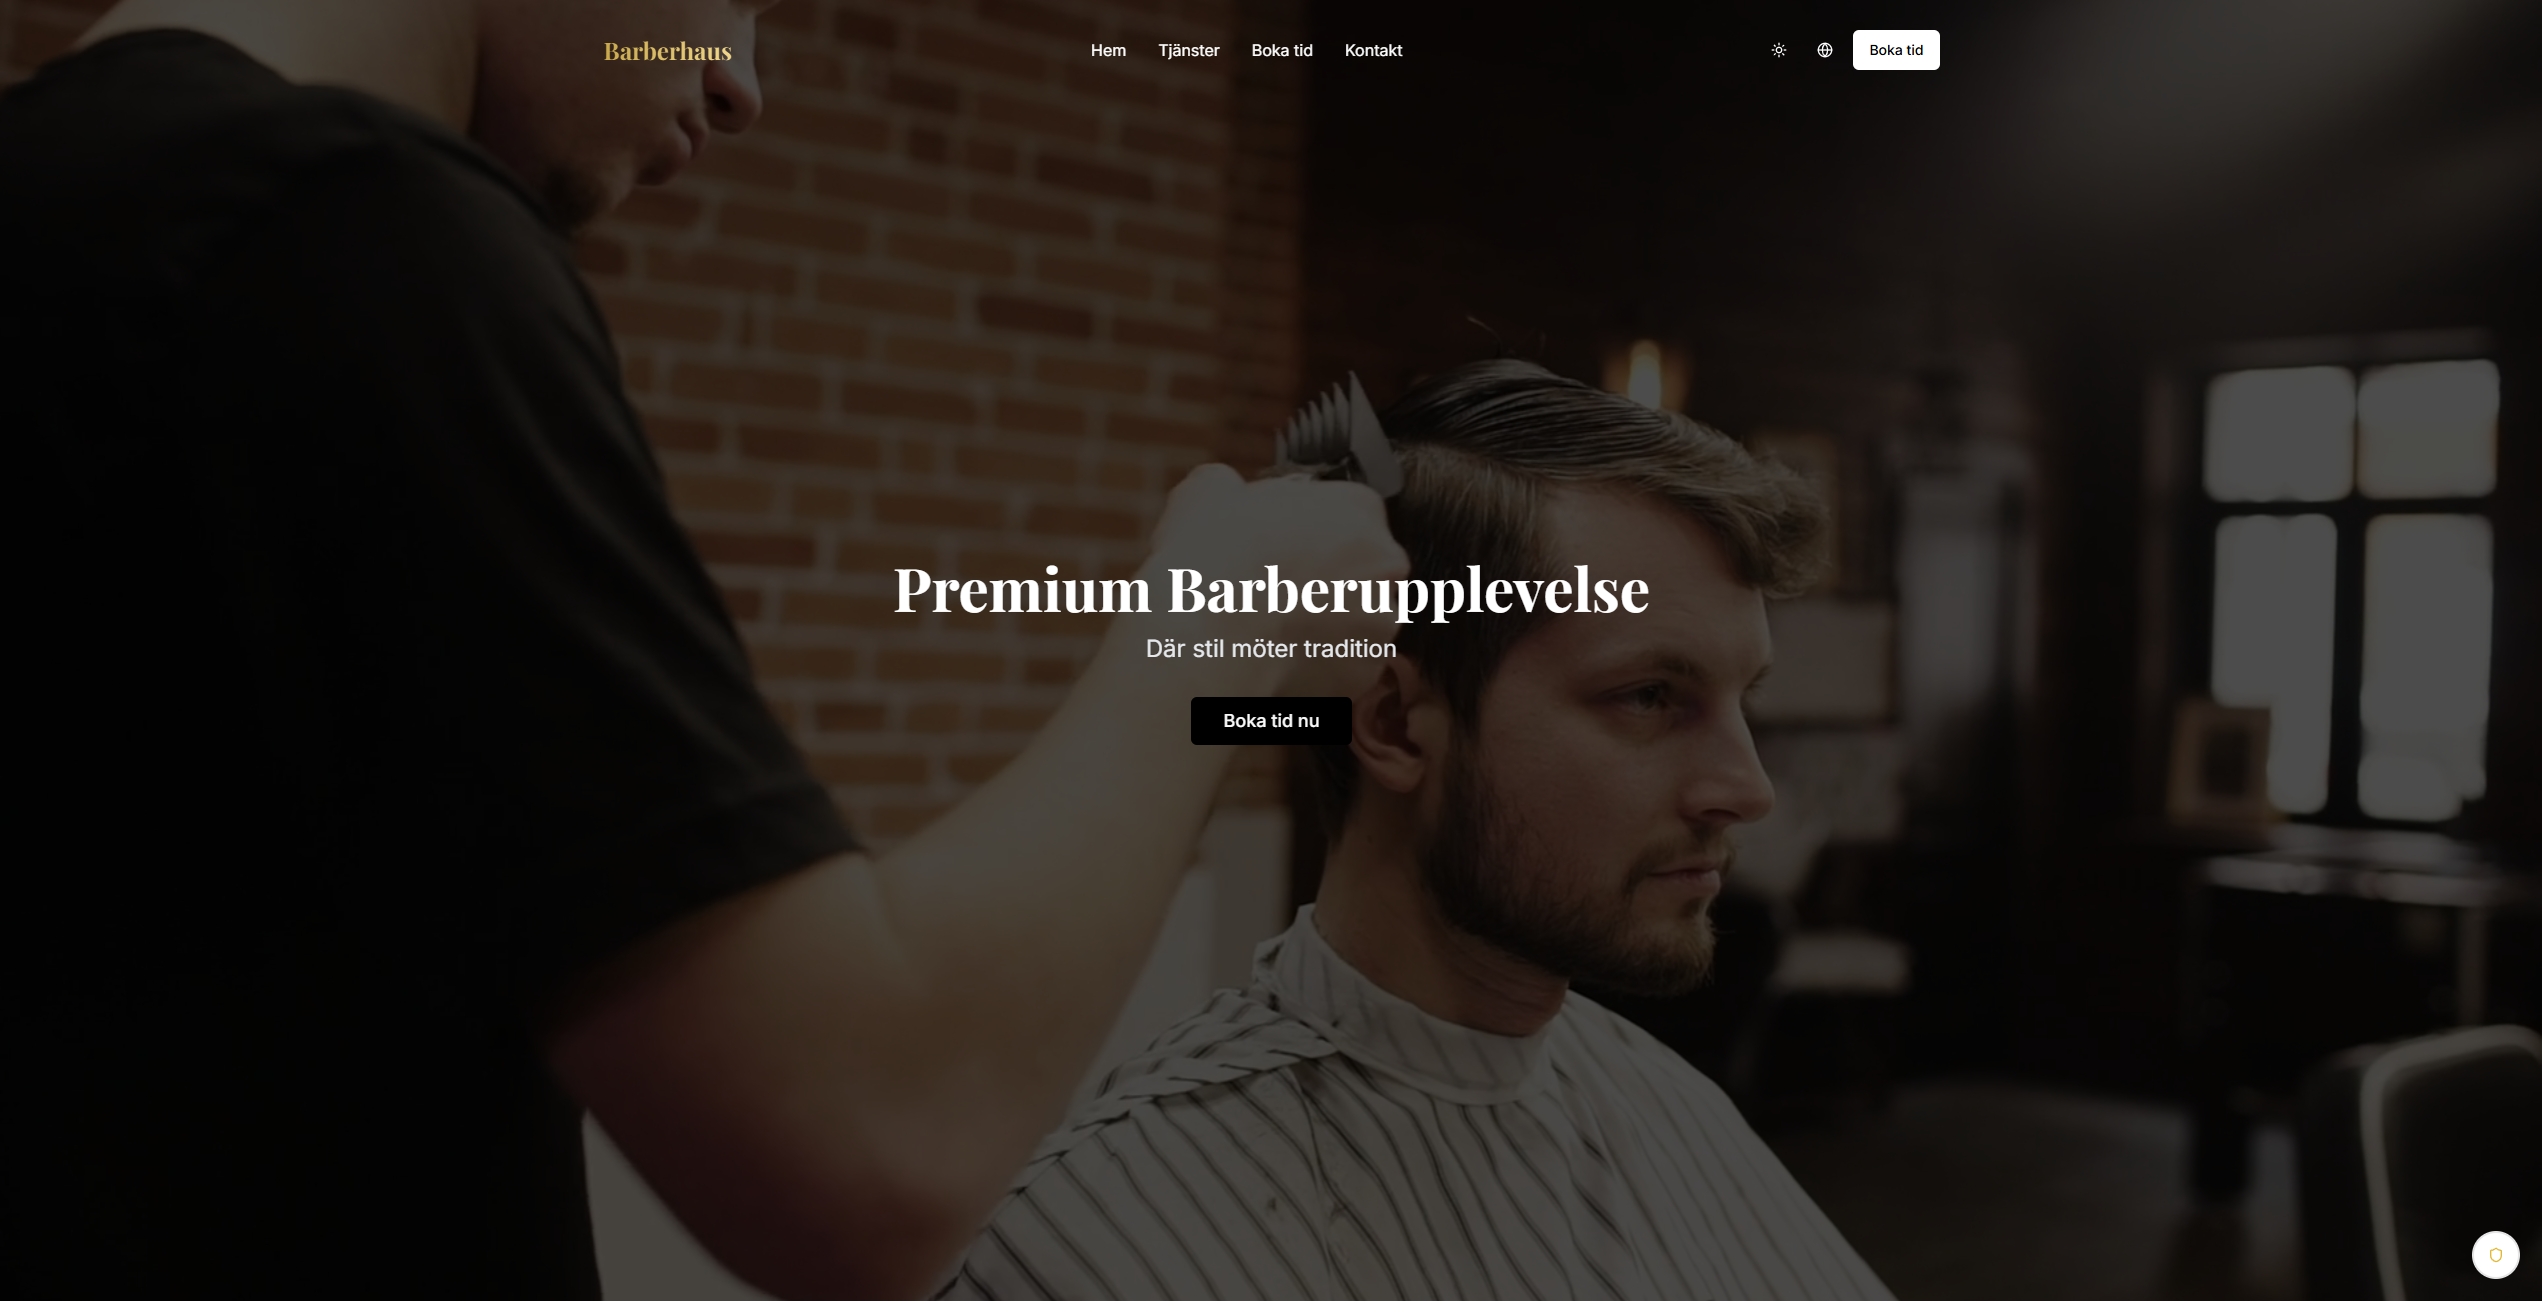 Barberhaus
Hem Tjänster Boka tid Kontakt
Boka tid
Premium Barberupplevelse
Där stil möter tradition
Boka tid nu